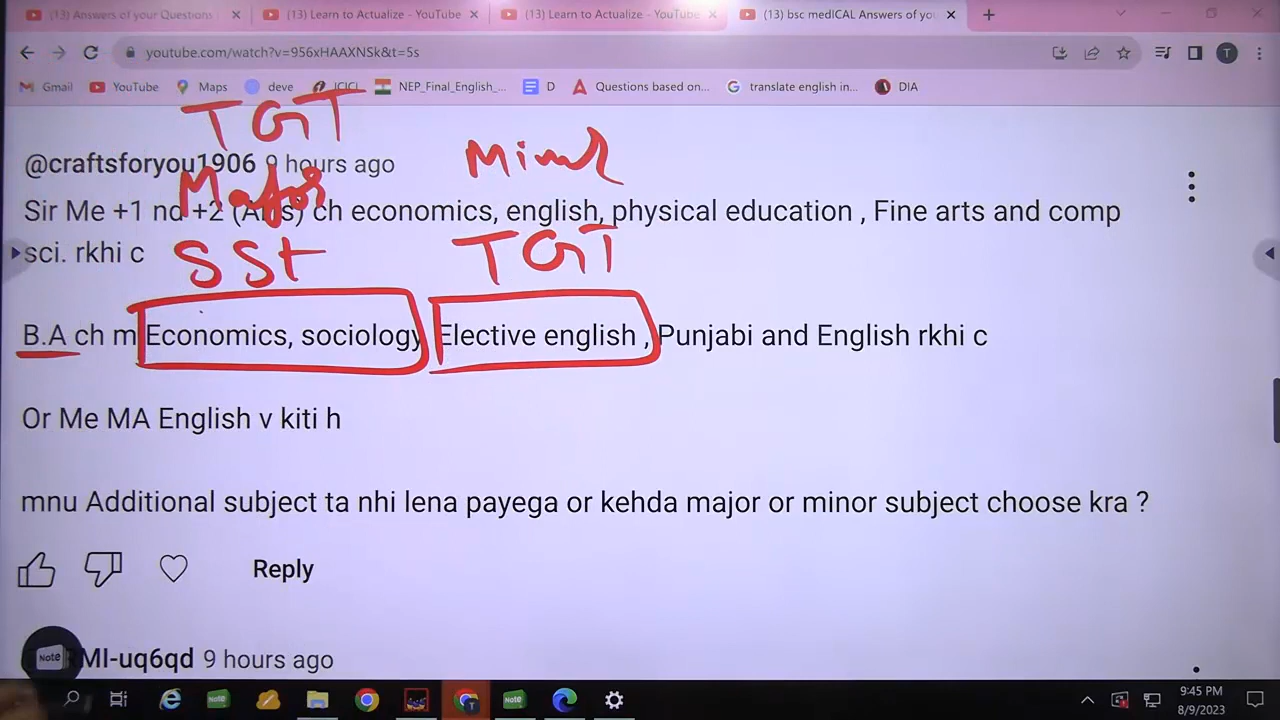 (13) Answers of your Questions
(13) Learn to Actualize - YouTube
(13) Learn to Actualize - YouTube
(13) bsc medICAL Answers of you
youtube.com/watch?v=956xHAAXNSk&t=5s
T
Gmail
YouTube
Maps
deve
ICICI
NEP_Final_English_...
D
Questions based on...
translate english in...
DIA
TGT
Minor
@craftsforyou1906 9 hours ago
Major
Sir Me +1 nd +2 (Arts) ch economics, english, physical education , Fine arts and comp
sci. rkhi c
SSt
TGT
B.A ch m Economics, sociology Elective english , Punjabi and English rkhi c
Or Me MA English v kiti h
mnu Additional subject ta nhi lena payega or kehda major or minor subject choose kra ?
Reply
Note
MI-uq6qd 9 hours ago
Note
T
Note
9:45 PM
8/9/2023